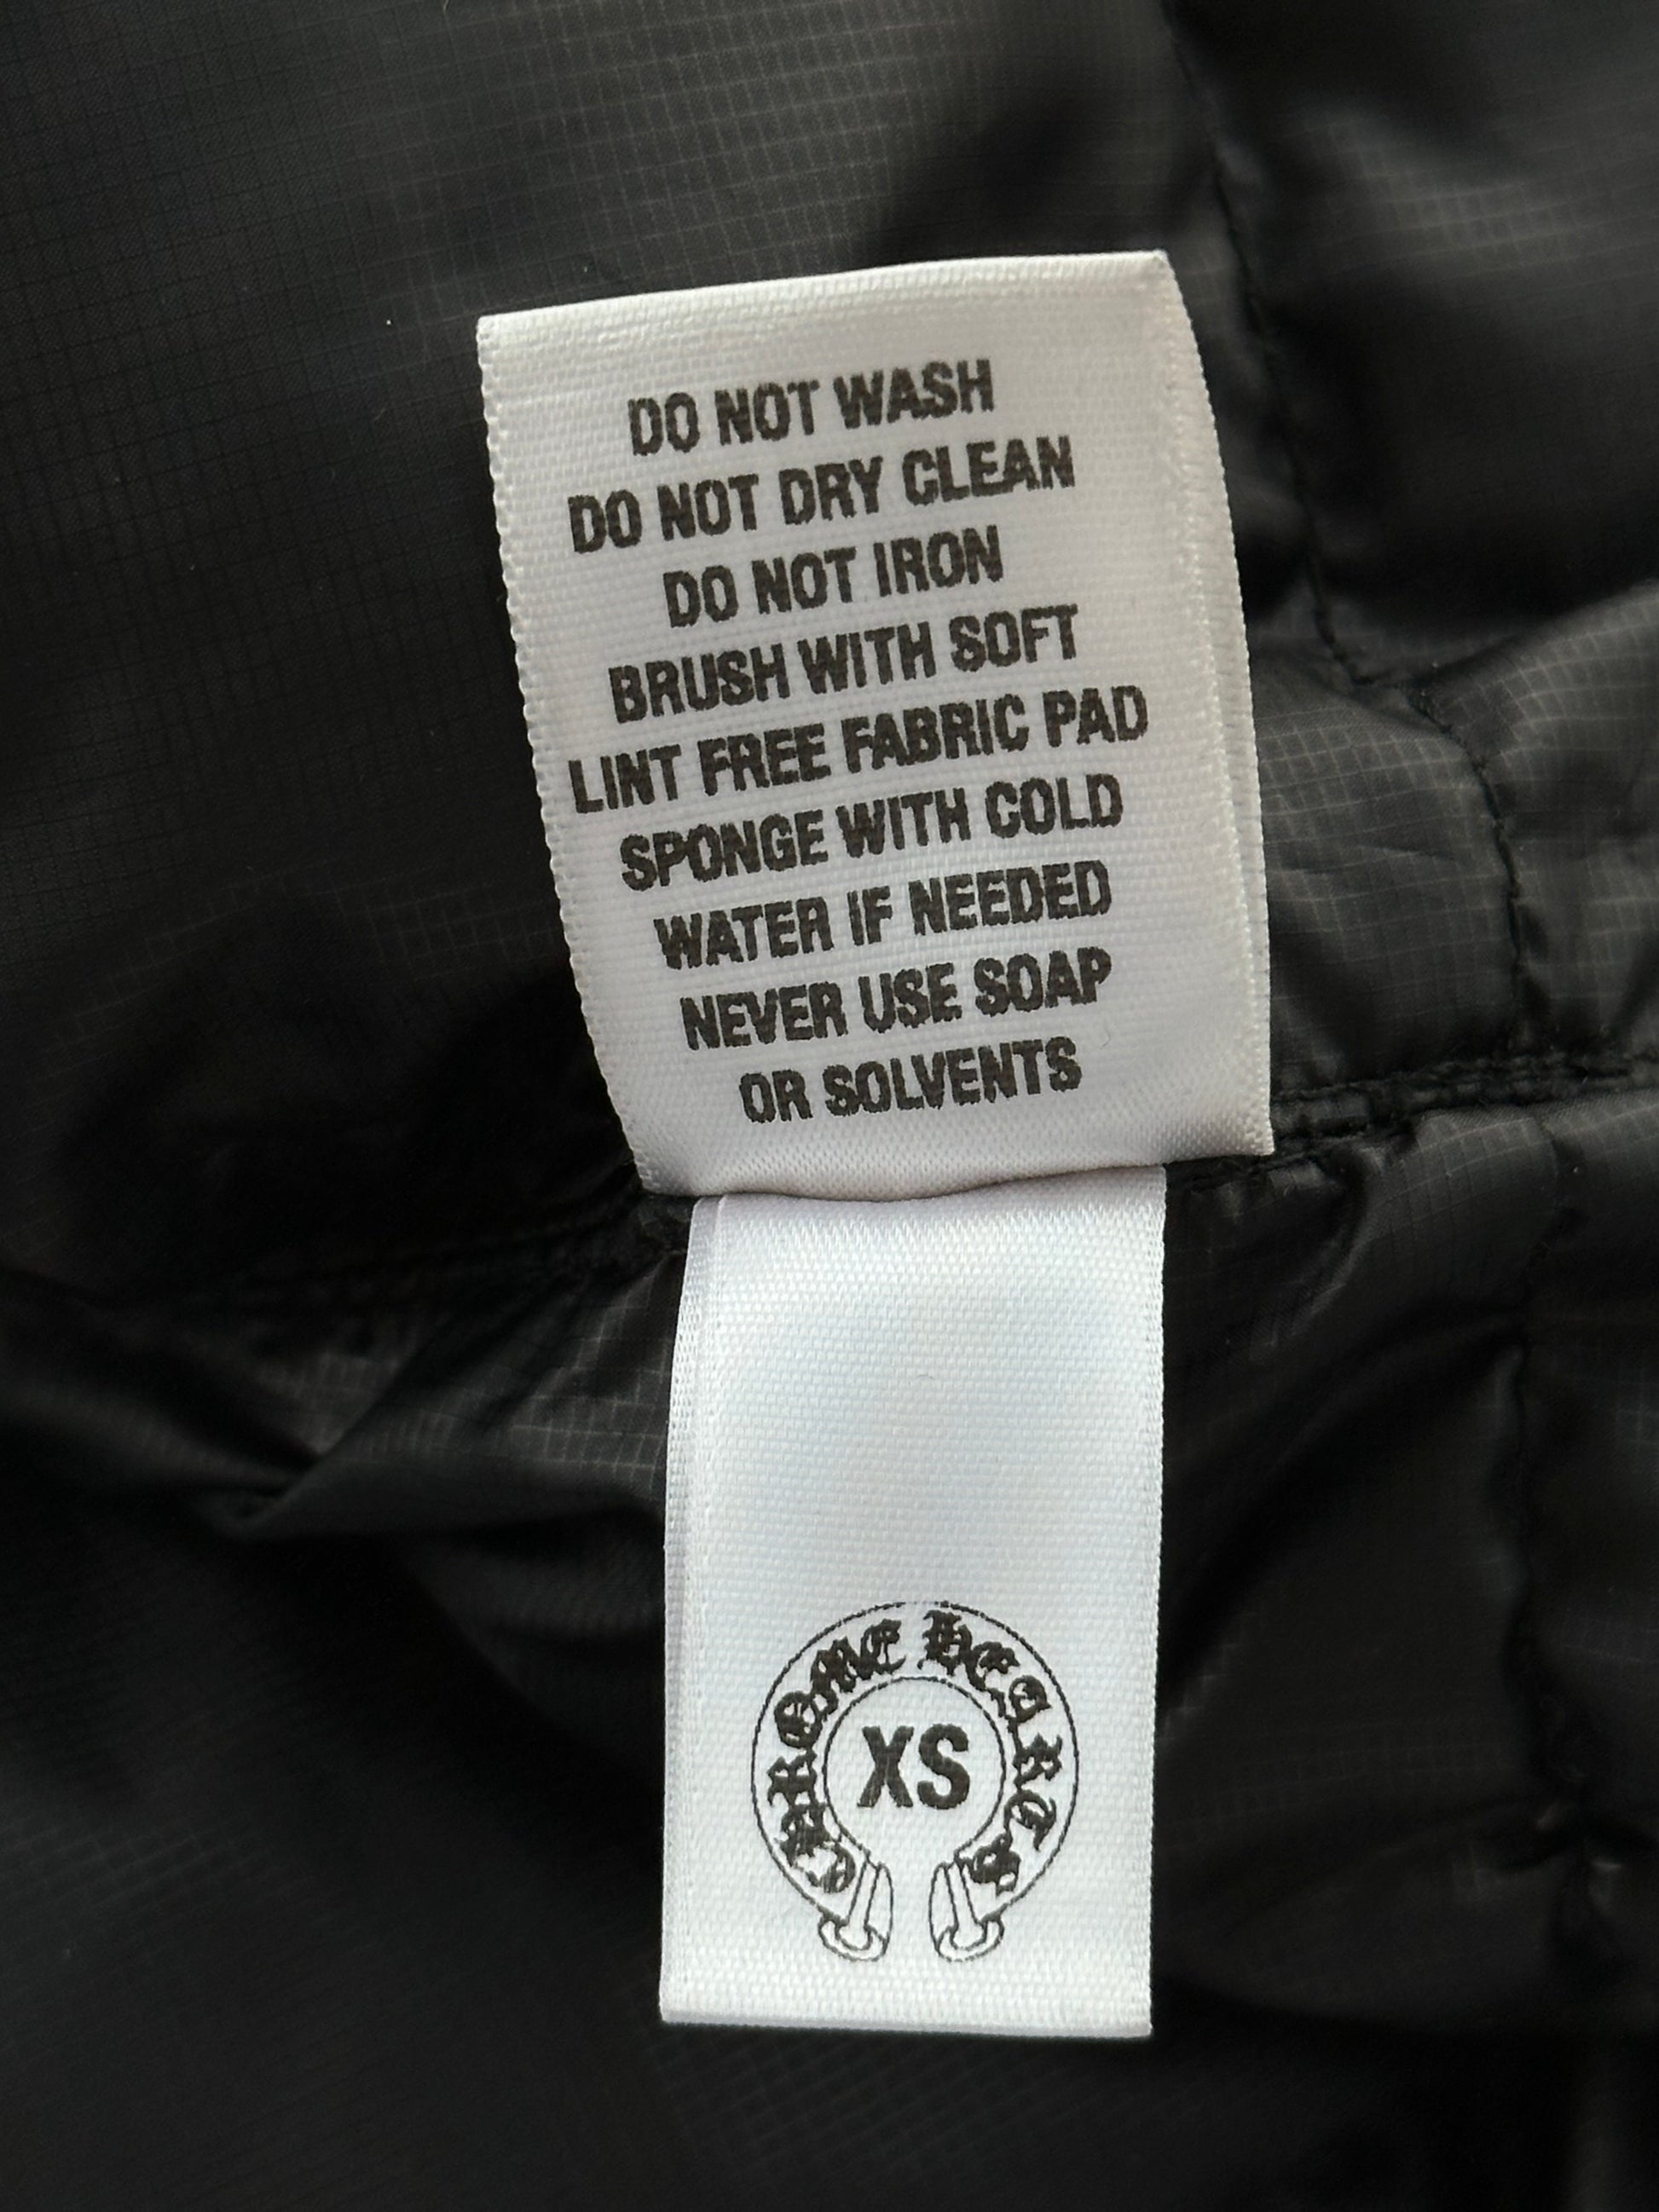 DO NOT WASH
DO NOT DRY CLEAN
DO NOT IRON
BRUSH WITH SOFT
LINT FREE FABRIC PAD
SPONGE WITH COLD
WATER IF NEEDED
NEVER USE SOAP
OR SOLVENTS
CHROME HEARTS
XS